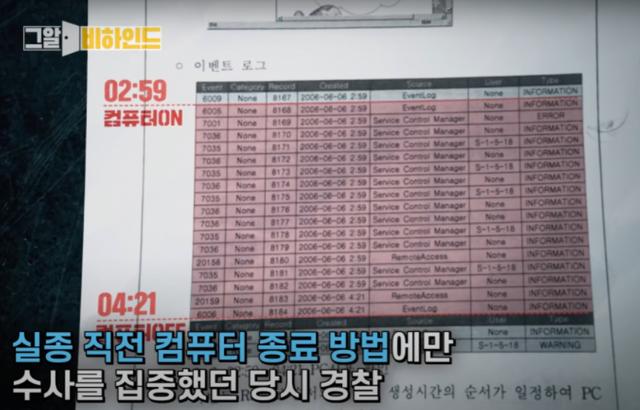 그알 비하인드
○ 이벤트 로그
02:59
컴퓨터ON
Event Category Record Created Source User Type
6009 None 8167 2006-06-06 2:59 EventLog None INFORMATION
6005 None 8168 2006-06-06 2:59 EventLog None INFORMATION
7001 None 8169 2006-06-06 2:59 Service Control Manager None ERROR
7036 None 8170 2006-06-06 2:59 Service Control Manager None INFORMATION
7035 None 8171 2006-06-06 2:59 Service Control Manager S-1-5-18 INFORMATION
7036 None 8172 2006-06-06 2:59 Service Control Manager None INFORMATION
7035 None 8173 2006-06-06 2:59 Service Control Manager S-1-5-18 INFORMATION
7036 None 8174 2006-06-06 2:59 Service Control Manager None INFORMATION
7035 None 8175 2006-06-06 2:59 Service Control Manager S-1-5-18 INFORMATION
7036 None 8176 2006-06-06 2:59 Service Control Manager None INFORMATION
7036 None 8177 2006-06-06 2:59 Service Control Manager None INFORMATION
7035 None 8178 2006-06-06 2:59 Service Control Manager S-1-5-18 INFORMATION
7036 None 8179 2006-06-06 2:59 Service Control Manager None INFORMATION
20158 None 8180 2006-06-06 2:59 RemoteAccess None INFORMATION
7035 None 8181 2006-06-06 2:59 Service Control Manager S-1-5-18 INFORMATION
7036 None 8182 2006-06-06 2:59 Service Control Manager None INFORMATION
20159 None 8183 2006-06-06 4:21 RemoteAccess None INFORMATION
6006 None 8184 2006-06-06 4:21 EventLog None INFORMATION
04:21
컴퓨터OFF
Event Category Record Created Source User Type
None INFORMATION
S-1-5-18 WARNING
실종 직전 컴퓨터 종료 방법에만
수사를 집중했던 당시 경찰
생성시간의 순서가 일정하여 PC